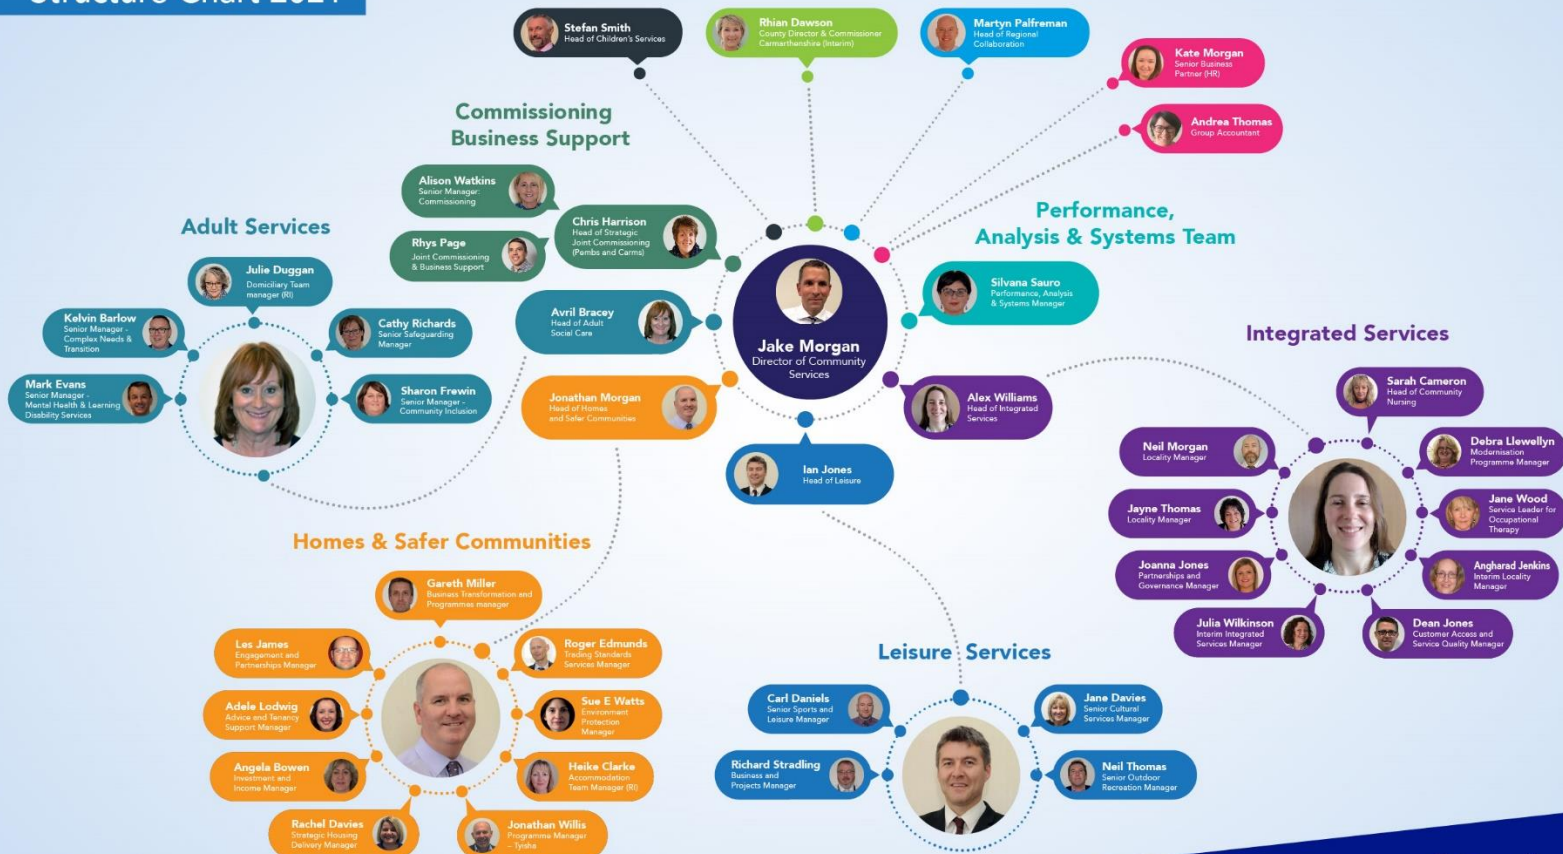 Structure Chart 2021
Stefan Smith
Head of Children's Services
Rhian Dawson
County Director & Commissioner
Carmarthenshire (Interim)
Martyn Palfreman
Head of Regional
Collaboration
Kate Morgan
Senior Business
Partner (HR)
Andrea Thomas
Group Accountant
Commissioning
Business Support
Alison Watkins
Senior Manager:
Commissioning
Rhys Page
Joint Commissioning
& Business Support
Chris Harrison
Head of Strategic
Joint Commissioning
(Pembs and Carms)
Performance,
Analysis & Systems Team
Silvana Sauro
Performance, Analysis
& Systems Manager
Adult Services
Julie Duggan
Domiciliary Team
manager (RI)
Kelvin Barlow
Senior Manager -
Complex Needs &
Transition
Cathy Richards
Senior Safeguarding
Manager
Mark Evans
Senior Manager -
Mental Health & Learning
Disability Services
Sharon Frewin
Senior Manager -
Community Inclusion
Avril Bracey
Head of Adult
Social Care
Jake Morgan
Director of Community
Services
Jonathan Morgan
Head of Homes
and Safer Communities
Alex Williams
Head of Integrated
Services
Ian Jones
Head of Leisure
Integrated Services
Sarah Cameron
Head of Community
Nursing
Neil Morgan
Locality Manager
Debra Llewellyn
Modernisation
Programme Manager
Jayne Thomas
Locality Manager
Jane Wood
Service Leader for
Occupational
Therapy
Joanna Jones
Partnerships and
Governance Manager
Angharad Jenkins
Interim Locality
Manager
Julia Wilkinson
Interim Integrated
Services Manager
Dean Jones
Customer Access and
Service Quality Manager
Homes & Safer Communities
Gareth Miller
Business Transformation and
Programmes manager
Les James
Engagement and
Partnerships Manager
Roger Edmunds
Trading Standards
Services Manager
Adele Lodwig
Advice and Tenancy
Support Manager
Sue E Watts
Environment
Protection
Manager
Angela Bowen
Investment and
Income Manager
Heike Clarke
Accommodation
Team Manager (RI)
Rachel Davies
Strategic Housing
Delivery Manager
Jonathan Willis
Programme Manager
– Tyisha
Leisure Services
Carl Daniels
Senior Sports and
Leisure Manager
Jane Davies
Senior Cultural
Services Manager
Richard Stradling
Business and
Projects Manager
Neil Thomas
Senior Outdoor
Recreation Manager